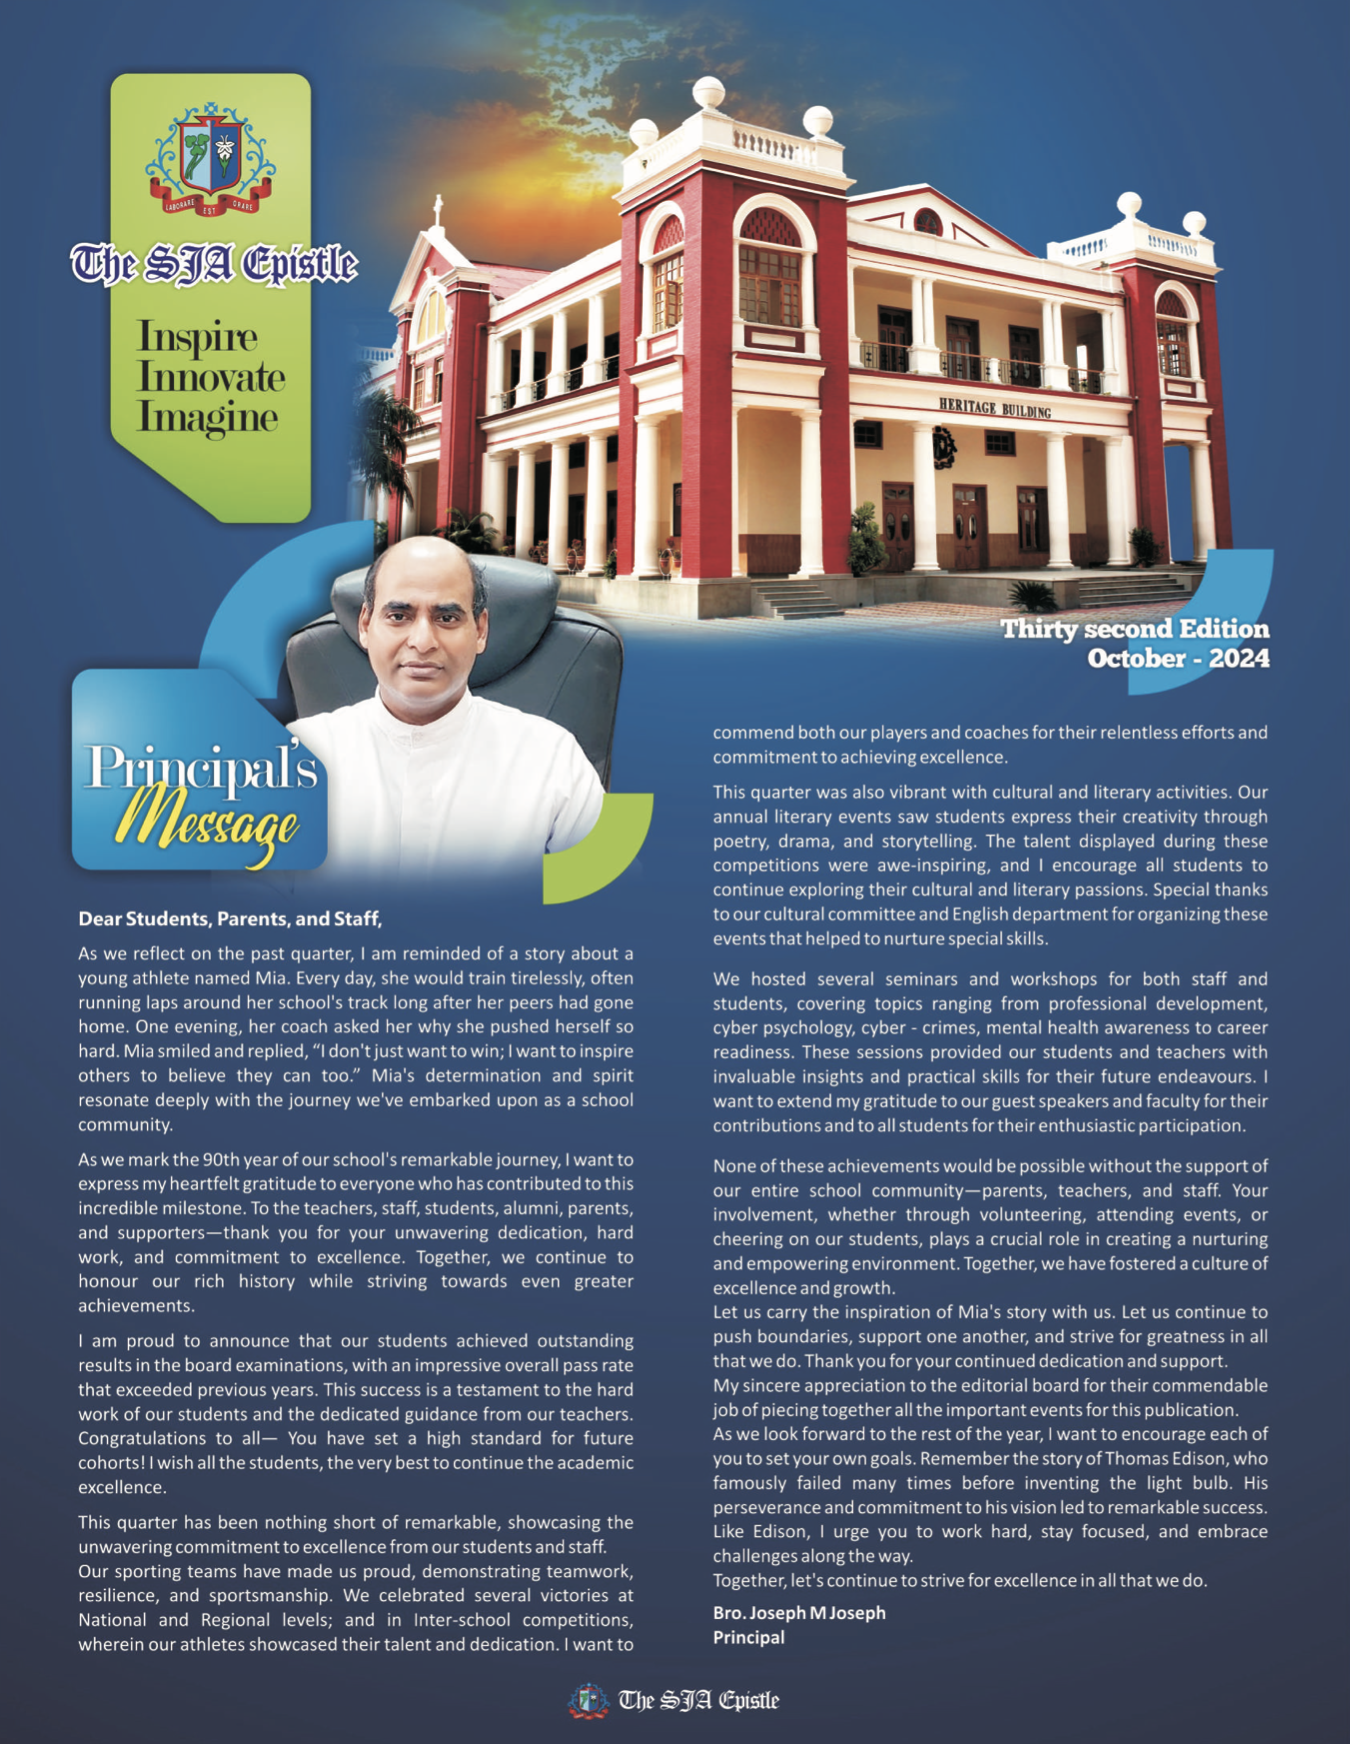 LABORARE EST ORARE
The SJA Epistle
Inspire
Innovate
Imagine
HERITAGE BUILDING
Thirty second Edition
October - 2024
Principal's
Message
Dear Students, Parents, and Staff,
As we reflect on the past quarter, I am reminded of a story about a
young athlete named Mia. Every day, she would train tirelessly, often
running laps around her school's track long after her peers had gone
home. One evening, her coach asked her why she pushed herself so
hard. Mia smiled and replied, “I don't just want to win; I want to inspire
others to believe they can too.” Mia's determination and spirit
resonate deeply with the journey we've embarked upon as a school
community.
As we mark the 90th year of our school's remarkable journey, I want to
express my heartfelt gratitude to everyone who has contributed to this
incredible milestone. To the teachers, staff, students, alumni, parents,
and supporters—thank you for your unwavering dedication, hard
work, and commitment to excellence. Together, we continue to
honour our rich history while striving towards even greater
achievements.
I am proud to announce that our students achieved outstanding
results in the board examinations, with an impressive overall pass rate
that exceeded previous years. This success is a testament to the hard
work of our students and the dedicated guidance from our teachers.
Congratulations to all— You have set a high standard for future
cohorts! I wish all the students, the very best to continue the academic
excellence.
This quarter has been nothing short of remarkable, showcasing the
unwavering commitment to excellence from our students and staff.
Our sporting teams have made us proud, demonstrating teamwork,
resilience, and sportsmanship. We celebrated several victories at
National and Regional levels; and in Inter-school competitions,
wherein our athletes showcased their talent and dedication. I want to
commend both our players and coaches for their relentless efforts and
commitment to achieving excellence.
This quarter was also vibrant with cultural and literary activities. Our
annual literary events saw students express their creativity through
poetry, drama, and storytelling. The talent displayed during these
competitions were awe-inspiring, and I encourage all students to
continue exploring their cultural and literary passions. Special thanks
to our cultural committee and English department for organizing these
events that helped to nurture special skills.
We hosted several seminars and workshops for both staff and
students, covering topics ranging from professional development,
cyber psychology, cyber - crimes, mental health awareness to career
readiness. These sessions provided our students and teachers with
invaluable insights and practical skills for their future endeavours. I
want to extend my gratitude to our guest speakers and faculty for their
contributions and to all students for their enthusiastic participation.
None of these achievements would be possible without the support of
our entire school community—parents, teachers, and staff. Your
involvement, whether through volunteering, attending events, or
cheering on our students, plays a crucial role in creating a nurturing
and empowering environment. Together, we have fostered a culture of
excellence and growth.
Let us carry the inspiration of Mia's story with us. Let us continue to
push boundaries, support one another, and strive for greatness in all
that we do. Thank you for your continued dedication and support.
My sincere appreciation to the editorial board for their commendable
job of piecing together all the important events for this publication.
As we look forward to the rest of the year, I want to encourage each of
you to set your own goals. Remember the story of Thomas Edison, who
famously failed many times before inventing the light bulb. His
perseverance and commitment to his vision led to remarkable success.
Like Edison, I urge you to work hard, stay focused, and embrace
challenges along the way.
Together, let's continue to strive for excellence in all that we do.
Bro. Joseph M Joseph
Principal
The SJA Epistle